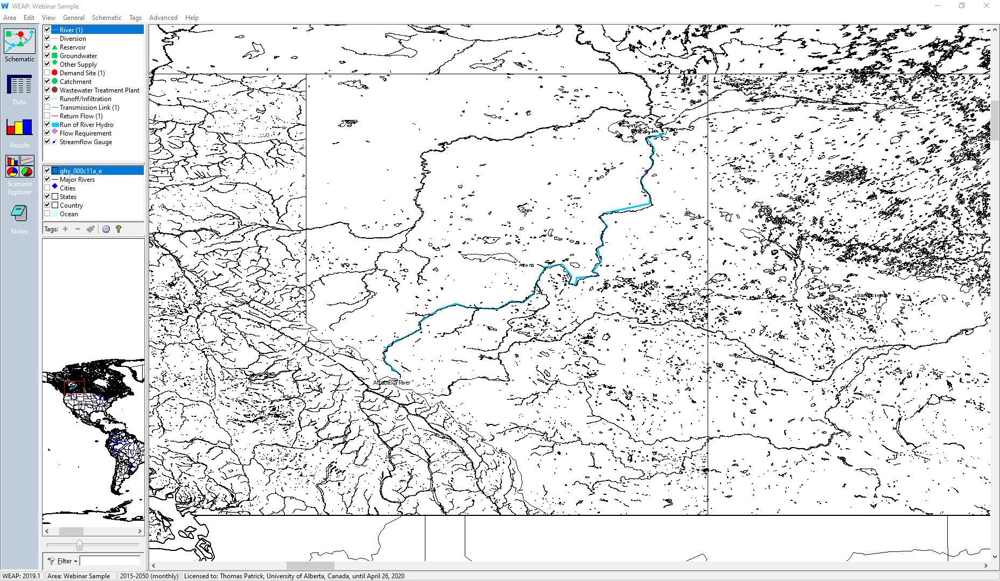 WEAP: Webinar Sample
Area Edit View General Schematic Tags Advanced Help
Schematic
Data
Results
Scenario
Explorer
Notes
River (1)
Diversion
Reservoir
Groundwater
Other Supply
Demand Site (1)
Catchment
Wastewater Treatment Plant
Runoff/Infiltration
Transmission Link (1)
Return Flow (1)
Run of River Hydro
Flow Requirement
Streamflow Gauge
ghy_000c11a_e
Major Rivers
Cities
States
Country
Ocean
Tags:
Filter
Alberta
Athabasca River
WEAP: 2019.1 Area: Webinar Sample 2015-2050 (monthly) Licensed to: Thomas Patrick, University of Alberta, Canada, until April 26, 2020